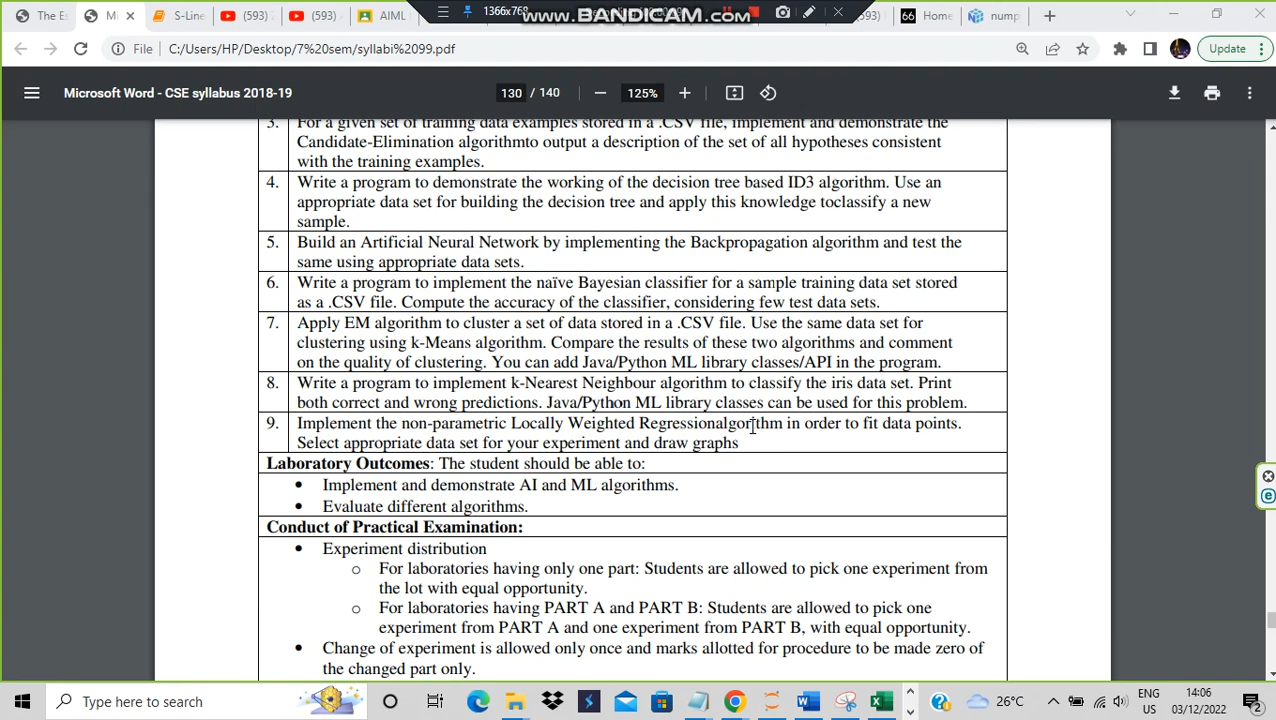 The Es
Mi
S-Line
(593)
(593)
AIML
1366x768
www.BANDICAM.com
593)
66
Home
nump
File
C:/Users/HP/Desktop/7%20sem/syllabi%2099.pdf
Update
Microsoft Word - CSE syllabus 2018-19
130 / 140
125%
3. For a given set of training data examples stored in a .CSV file, implement and demonstrate the
Candidate-Elimination algorithmto output a description of the set of all hypotheses consistent
with the training examples.
4. Write a program to demonstrate the working of the decision tree based ID3 algorithm. Use an
appropriate data set for building the decision tree and apply this knowledge toclassify a new
sample.
5. Build an Artificial Neural Network by implementing the Backpropagation algorithm and test the
same using appropriate data sets.
6. Write a program to implement the naïve Bayesian classifier for a sample training data set stored
as a .CSV file. Compute the accuracy of the classifier, considering few test data sets.
7. Apply EM algorithm to cluster a set of data stored in a .CSV file. Use the same data set for
clustering using k-Means algorithm. Compare the results of these two algorithms and comment
on the quality of clustering. You can add Java/Python ML library classes/API in the program.
8. Write a program to implement k-Nearest Neighbour algorithm to classify the iris data set. Print
both correct and wrong predictions. Java/Python ML library classes can be used for this problem.
9. Implement the non-parametric Locally Weighted Regressionalgorithm in order to fit data points.
Select appropriate data set for your experiment and draw graphs
Laboratory Outcomes: The student should be able to:
• Implement and demonstrate AI and ML algorithms.
• Evaluate different algorithms.
Conduct of Practical Examination:
• Experiment distribution
o For laboratories having only one part: Students are allowed to pick one experiment from
the lot with equal opportunity.
o For laboratories having PART A and PART B: Students are allowed to pick one
experiment from PART A and one experiment from PART B, with equal opportunity.
• Change of experiment is allowed only once and marks allotted for procedure to be made zero of
the changed part only.
Type here to search
26°C
ENG
US
14:06
03/12/2022
2